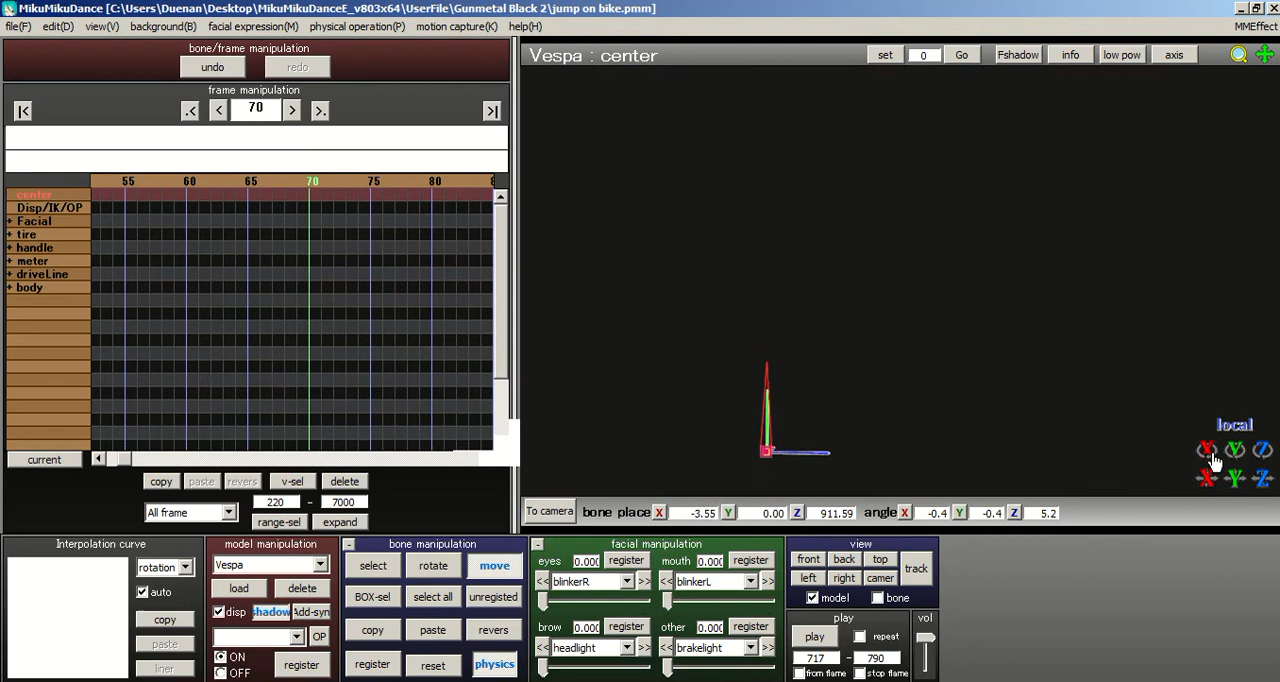 MikuMikuDance [C:\Users\Duenan\Desktop\MikuMikuDanceE_v803x64\UserFile\Gunmetal Black 2\jump on bike.pmm]
file(F) edit(D) view(V) background(B) facial expression(M) physical operation(P) motion capture(K) help(H) MMEffect
bone/frame manipulation
undo redo
frame manipulation
|< .< < 70 > >. >|
55 60 65 70 75 80 8
center
Disp/IK/OP
+ Facial
+ tire
+ handle
+ meter
+ driveLine
+ body
current
copy paste revers v-sel delete
All frame 220 - 7000
range-sel expand
Vespa : center
set 0 Go Fshadow info low pow axis
local
X Y Z
X Y Z
To camera bone place X -3.55 Y 0.00 Z 911.59 angle X -0.4 Y -0.4 Z 5.2
Interpolation curve
rotation
auto
copy
paste
liner
model manipulation
Vespa
load delete
disp shadow Add-syn
OP
ON
OFF
register
- bone manipulation
select rotate move
BOX-sel select all unregisted
copy paste revers
register reset physics
- facial manipulation
eyes 0.000 register mouth 0.000 register
<< blinkerR >> << blinkerL >>
brow 0.000 register other 0.000 register
<< headlight >> << brakelight >>
view
front back top track
left right camer
model bone
play
play repeat
717 - 790
from flame stop flame
vol